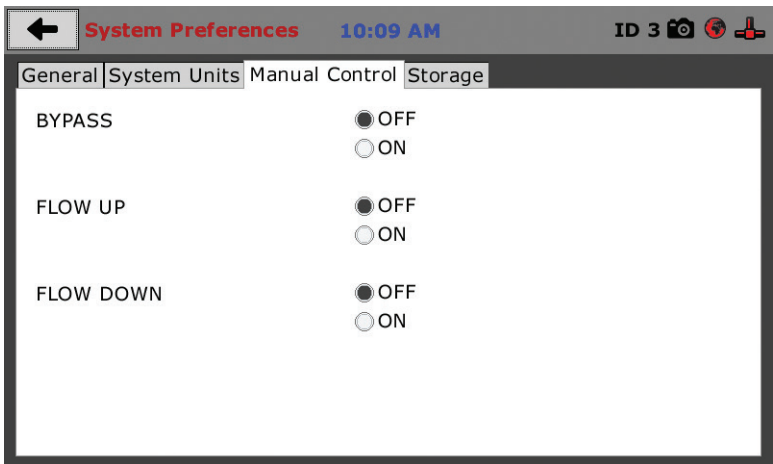 System Preferences 10:09 AM ID 3
General System Units Manual Control Storage
BYPASS OFF
ON
FLOW UP OFF
ON
FLOW DOWN OFF
ON